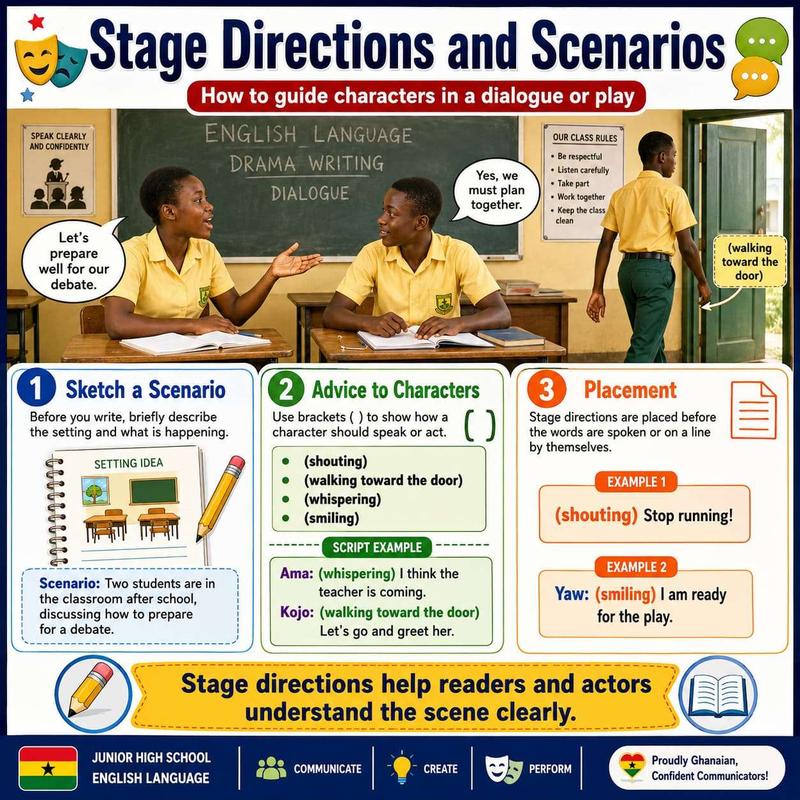 Stage Directions and Scenarios
How to guide characters in a dialogue or play
SPEAK CLEARLY
AND CONFIDENTLY
ENGLISH LANGUAGE
DRAMA WRITING
DIALOGUE
Let's
prepare
well for our
debate.
Yes, we
must plan
together.
OUR CLASS RULES
• Be respectful
• Listen carefully
• Take part
• Work together
• Keep the class
clean
(walking
toward the
door)
1 Sketch a Scenario
Before you write, briefly describe
the setting and what is happening.
SETTING IDEA
Scenario: Two students are in
the classroom after school,
discussing how to prepare
for a debate.
2 Advice to Characters
Use brackets ( ) to show how a
character should speak or act.
( )
• (shouting)
• (walking toward the door)
• (whispering)
• (smiling)
SCRIPT EXAMPLE
Ama: (whispering) I think the
teacher is coming.
Kojo: (walking toward the door)
Let's go and greet her.
3 Placement
Stage directions are placed before
the words are spoken or on a line
by themselves.
EXAMPLE 1
(shouting) Stop running!
EXAMPLE 2
Yaw: (smiling) I am ready
for the play.
Stage directions help readers and actors
understand the scene clearly.
JUNIOR HIGH SCHOOL
ENGLISH LANGUAGE
COMMUNICATE
CREATE
PERFORM
Proudly Ghanaian,
Confident Communicators!